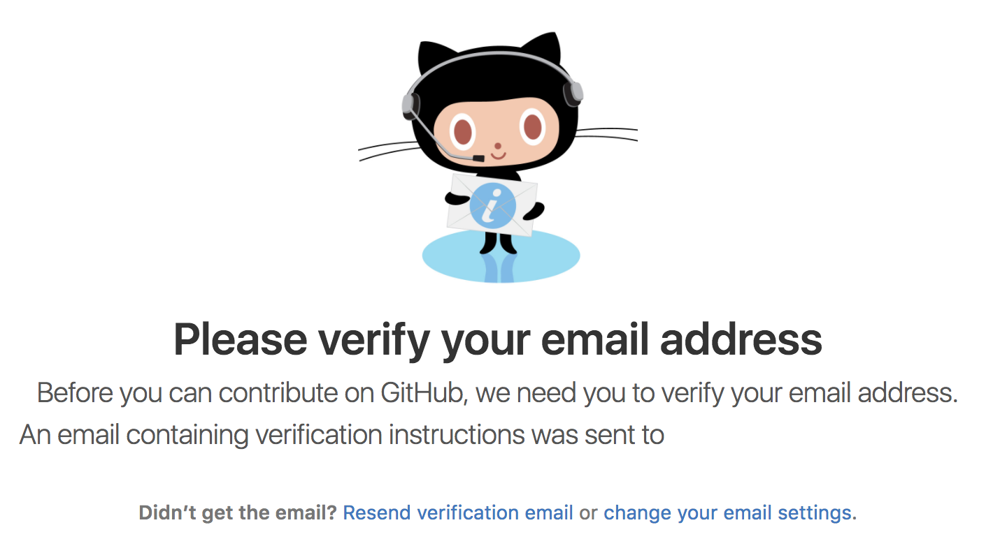 i
Please verify your email address
Before you can contribute on GitHub, we need you to verify your email address.
An email containing verification instructions was sent to
Didn’t get the email? Resend verification email or change your email settings.